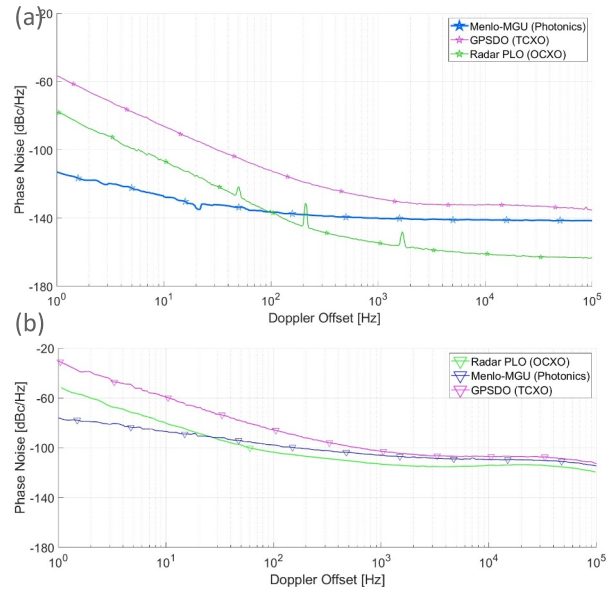 (a)
-20
-60
-100
-140
-180
Phase Noise [dBc/Hz]
Menlo-MGU (Photonics)
GPSDO (TCXO)
Radar PLO (OCXO)
10^0 10^1 10^2 10^3 10^4 10^5
Doppler Offset [Hz]
(b)
-20
-60
-100
-140
-180
Phase Noise [dBc/Hz]
Radar PLO (OCXO)
Menlo-MGU (Photonics)
GPSDO (TCXO)
10^0 10^1 10^2 10^3 10^4 10^5
Doppler Offset [Hz]